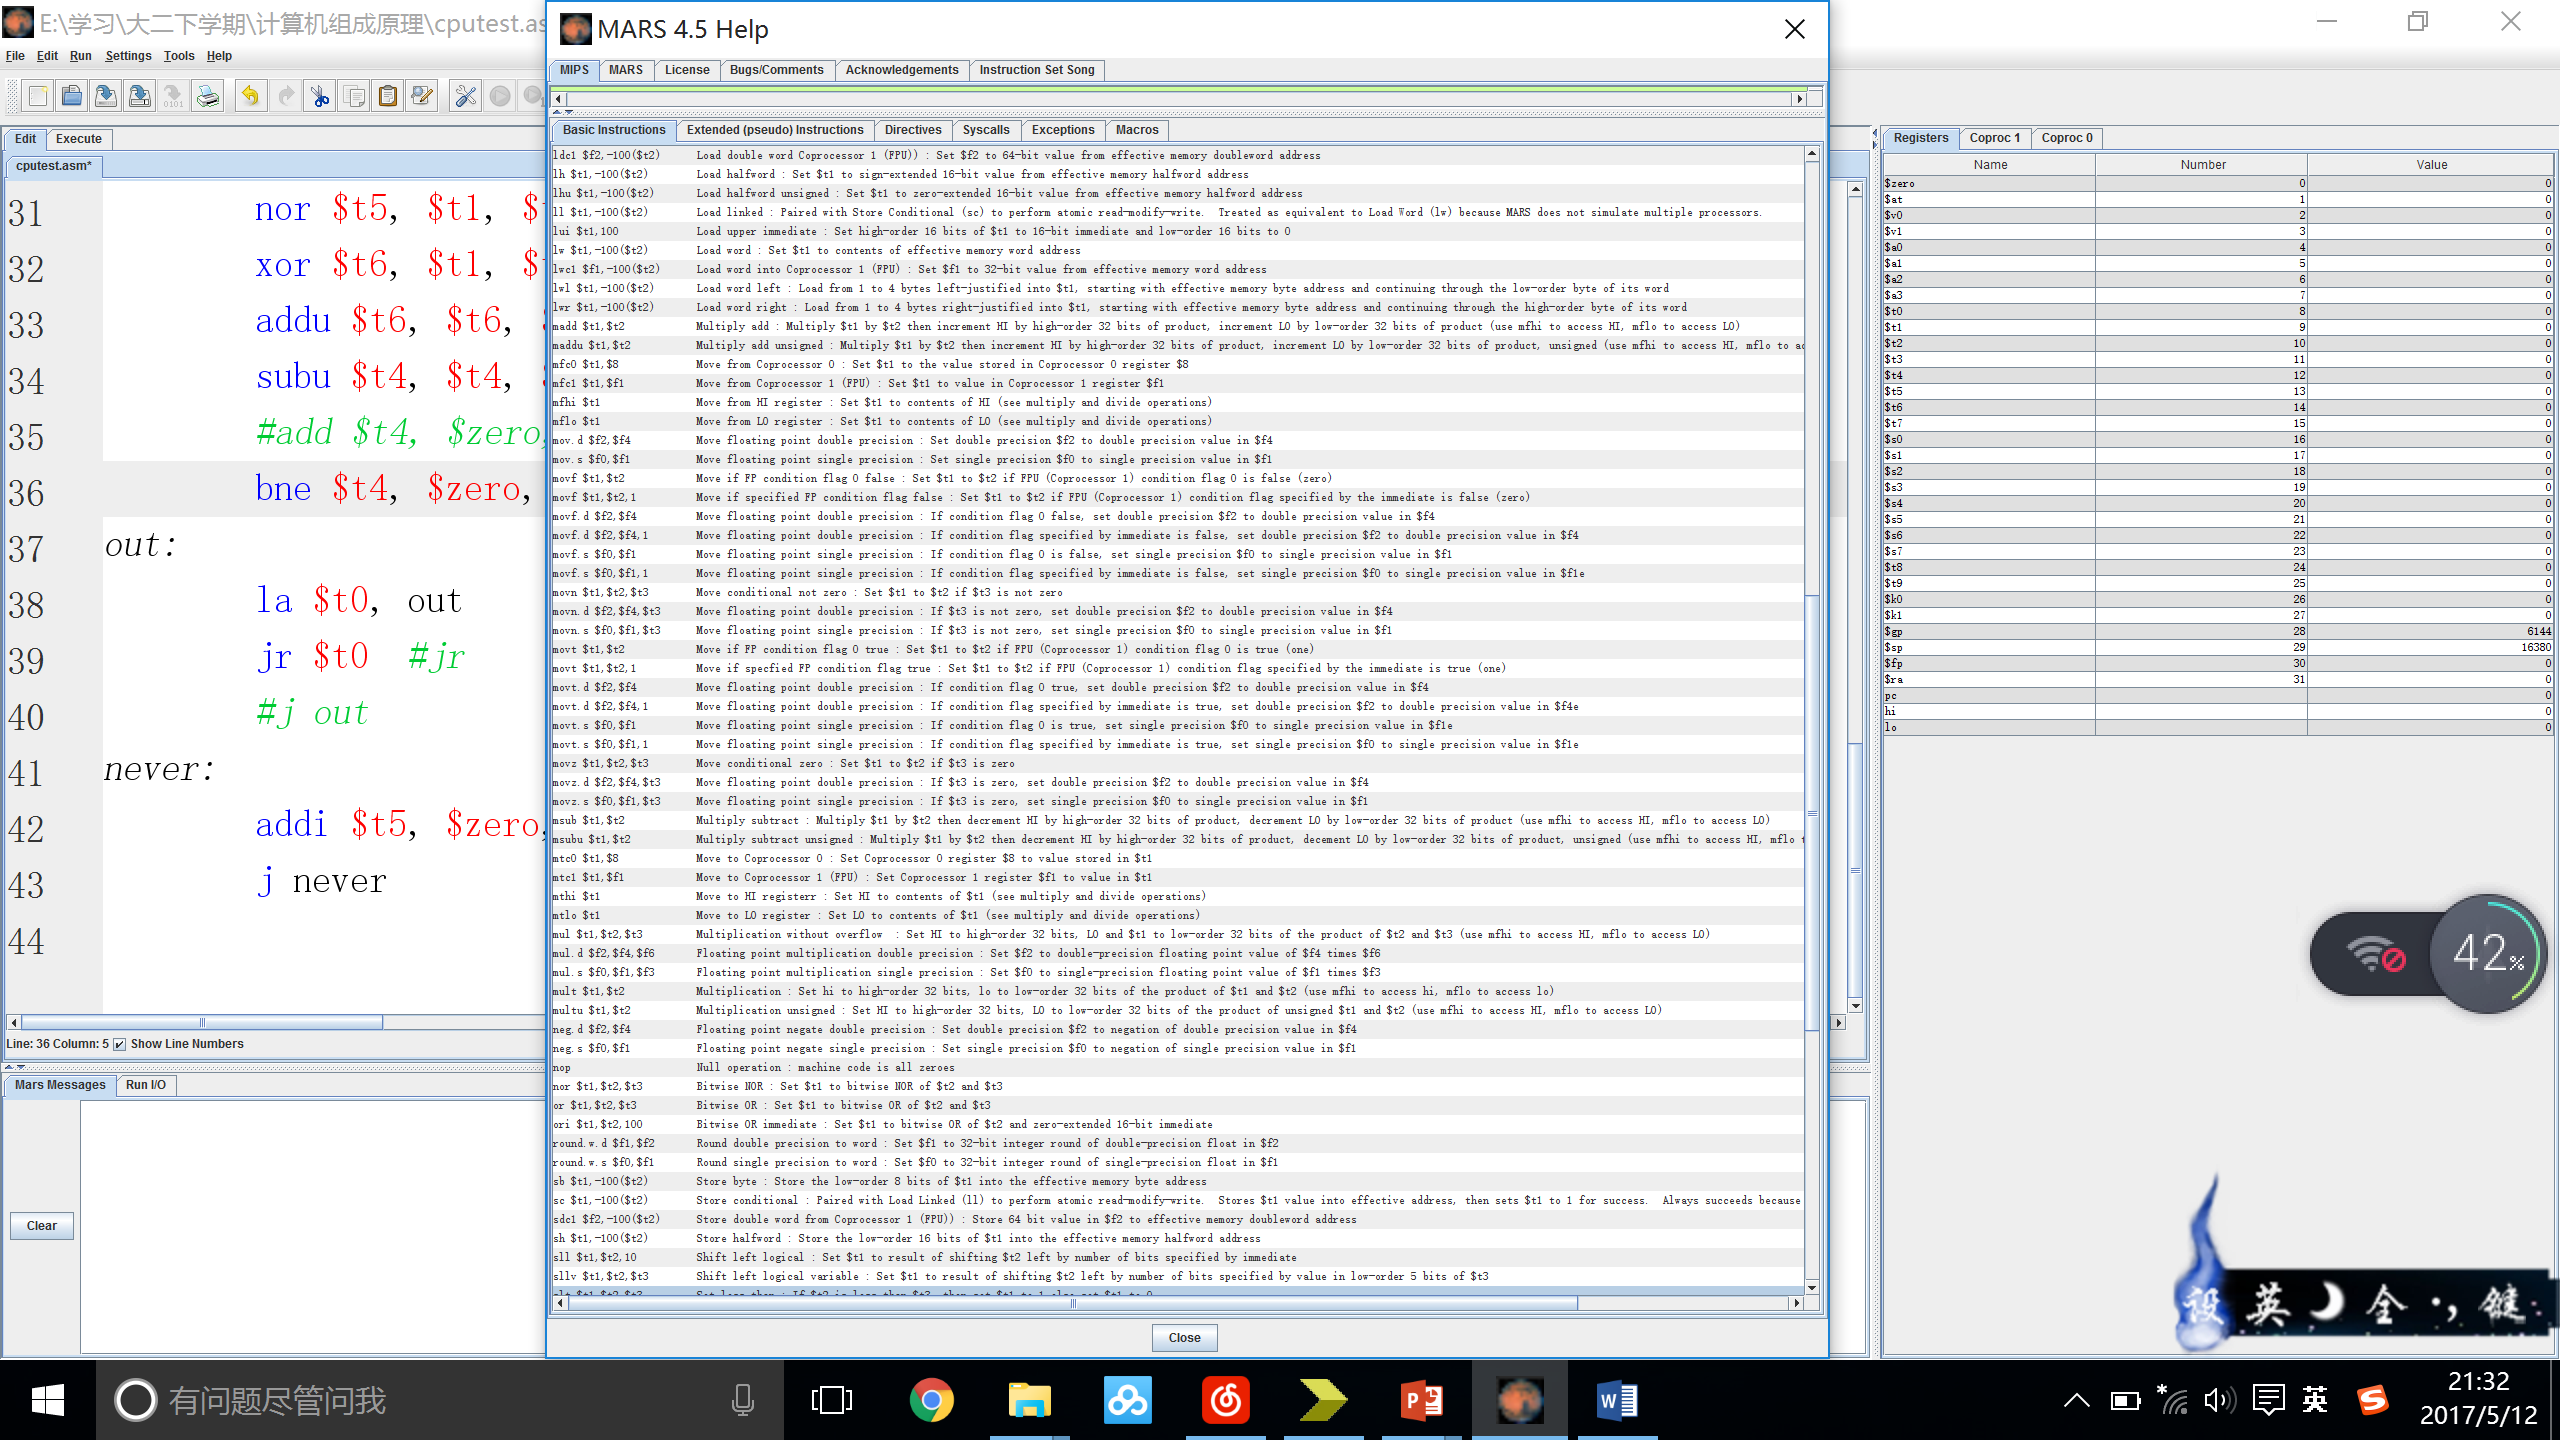 E:\学习\大二下学期\计算机组成原理\cputest.as
File Edit Run Settings Tools Help
Edit Execute
cputest.asm*
31 nor $t5, $t1, $
32 xor $t6, $t1, $
33 addu $t6, $t6,
34 subu $t4, $t4,
35 #add $t4, $zero,
36 bne $t4, $zero,
37 out:
38 la $t0, out
39 jr $t0 #jr
40 #j out
41 never:
42 addi $t5, $zero,
43 j never
44
Line: 36 Column: 5 Show Line Numbers
Mars Messages Run I/O
Clear
MARS 4.5 Help
MIPS MARS License Bugs/Comments Acknowledgements Instruction Set Song
Basic Instructions Extended (pseudo) Instructions Directives Syscalls Exceptions Macros
ldc1 $f2,-100($t2) Load double word Coprocessor 1 (FPU)) : Set $f2 to 64-bit value from effective memory doubleword address
lh $t1,-100($t2) Load halfword : Set $t1 to sign-extended 16-bit value from effective memory halfword address
lhu $t1,-100($t2) Load halfword unsigned : Set $t1 to zero-extended 16-bit value from effective memory halfword address
ll $t1,-100($t2) Load linked : Paired with Store Conditional (sc) to perform atomic read-modify-write. Treated as equivalent to Load Word (lw) because MARS does not simulate multiple processors.
lui $t1,100 Load upper immediate : Set high-order 16 bits of $t1 to 16-bit immediate and low-order 16 bits to 0
lw $t1,-100($t2) Load word : Set $t1 to contents of effective memory word address
lwc1 $f1,-100($t2) Load word into Coprocessor 1 (FPU) : Set $f1 to 32-bit value from effective memory word address
lwl $t1,-100($t2) Load word left : Load from 1 to 4 bytes left-justified into $t1, starting with effective memory byte address and continuing through the low-order byte of its word
lwr $t1,-100($t2) Load word right : Load from 1 to 4 bytes right-justified into $t1, starting with effective memory byte address and continuing through the high-order byte of its word
madd $t1,$t2 Multiply add : Multiply $t1 by $t2 then increment HI by high-order 32 bits of product, increment LO by low-order 32 bits of product (use mfhi to access HI, mflo to access LO)
maddu $t1,$t2 Multiply add unsigned : Multiply $t1 by $t2 then increment HI by high-order 32 bits of product, increment LO by low-order 32 bits of product, unsigned (use mfhi to access HI, mflo to ac
mfc0 $t1,$8 Move from Coprocessor 0 : Set $t1 to the value stored in Coprocessor 0 register $8
mfc1 $t1,$f1 Move from Coprocessor 1 (FPU) : Set $t1 to value in Coprocessor 1 register $f1
mfhi $t1 Move from HI register : Set $t1 to contents of HI (see multiply and divide operations)
mflo $t1 Move from LO register : Set $t1 to contents of LO (see multiply and divide operations)
mov.d $f2,$f4 Move floating point double precision : Set double precision $f2 to double precision value in $f4
mov.s $f0,$f1 Move floating point single precision : Set single precision $f0 to single precision value in $f1
movf $t1,$t2 Move if FP condition flag 0 false : Set $t1 to $t2 if FPU (Coprocessor 1) condition flag 0 is false (zero)
movf $t1,$t2,1 Move if specified FP condition flag false : Set $t1 to $t2 if FPU (Coprocessor 1) condition flag specified by the immediate is false (zero)
movf.d $f2,$f4 Move floating point double precision : If condition flag 0 false, set double precision $f2 to double precision value in $f4
movf.d $f2,$f4,1 Move floating point double precision : If condition flag specified by immediate is false, set double precision $f2 to double precision value in $f4
movf.s $f0,$f1 Move floating point single precision : If condition flag 0 is false, set single precision $f0 to single precision value in $f1
movf.s $f0,$f1,1 Move floating point single precision : If condition flag specified by immediate is false, set single precision $f0 to single precision value in $f1e
movn $t1,$t2,$t3 Move conditional not zero : Set $t1 to $t2 if $t3 is not zero
movn.d $f2,$f4,$t3 Move floating point double precision : If $t3 is not zero, set double precision $f2 to double precision value in $f4
movn.s $f0,$f1,$t3 Move floating point single precision : If $t3 is not zero, set single precision $f0 to single precision value in $f1
movt $t1,$t2 Move if FP condition flag 0 true : Set $t1 to $t2 if FPU (Coprocessor 1) condition flag 0 is true (one)
movt $t1,$t2,1 Move if specfied FP condition flag true : Set $t1 to $t2 if FPU (Coprocessor 1) condition flag specified by the immediate is true (one)
movt.d $f2,$f4 Move floating point double precision : If condition flag 0 true, set double precision $f2 to double precision value in $f4
movt.d $f2,$f4,1 Move floating point double precision : If condition flag specified by immediate is true, set double precision $f2 to double precision value in $f4e
movt.s $f0,$f1 Move floating point single precision : If condition flag 0 is true, set single precision $f0 to single precision value in $f1e
movt.s $f0,$f1,1 Move floating point single precision : If condition flag specified by immediate is true, set single precision $f0 to single precision value in $f1e
movz $t1,$t2,$t3 Move conditional zero : Set $t1 to $t2 if $t3 is zero
movz.d $f2,$f4,$t3 Move floating point double precision : If $t3 is zero, set double precision $f2 to double precision value in $f4
movz.s $f0,$f1,$t3 Move floating point single precision : If $t3 is zero, set single precision $f0 to single precision value in $f1
msub $t1,$t2 Multiply subtract : Multiply $t1 by $t2 then decrement HI by high-order 32 bits of product, decrement LO by low-order 32 bits of product (use mfhi to access HI, mflo to access LO)
msubu $t1,$t2 Multiply subtract unsigned : Multiply $t1 by $t2 then decrement HI by high-order 32 bits of product, decement LO by low-order 32 bits of product, unsigned (use mfhi to access HI, mflo t
mtc0 $t1,$8 Move to Coprocessor 0 : Set Coprocessor 0 register $8 to value stored in $t1
mtc1 $t1,$f1 Move to Coprocessor 1 (FPU) : Set Coprocessor 1 register $f1 to value in $t1
mthi $t1 Move to HI registerr : Set HI to contents of $t1 (see multiply and divide operations)
mtlo $t1 Move to LO register : Set LO to contents of $t1 (see multiply and divide operations)
mul $t1,$t2,$t3 Multiplication without overflow : Set HI to high-order 32 bits, LO and $t1 to low-order 32 bits of the product of $t2 and $t3 (use mfhi to access HI, mflo to access LO)
mul.d $f2,$f4,$f6 Floating point multiplication double precision : Set $f2 to double-precision floating point value of $f4 times $f6
mul.s $f0,$f1,$f3 Floating point multiplication single precision : Set $f0 to single-precision floating point value of $f1 times $f3
mult $t1,$t2 Multiplication : Set hi to high-order 32 bits, lo to low-order 32 bits of the product of $t1 and $t2 (use mfhi to access hi, mflo to access lo)
multu $t1,$t2 Multiplication unsigned : Set HI to high-order 32 bits, LO to low-order 32 bits of the product of unsigned $t1 and $t2 (use mfhi to access HI, mflo to access LO)
neg.d $f2,$f4 Floating point negate double precision : Set double precision $f2 to negation of double precision value in $f4
neg.s $f0,$f1 Floating point negate single precision : Set single precision $f0 to negation of single precision value in $f1
nop Null operation : machine code is all zeroes
nor $t1,$t2,$t3 Bitwise NOR : Set $t1 to bitwise NOR of $t2 and $t3
or $t1,$t2,$t3 Bitwise OR : Set $t1 to bitwise OR of $t2 and $t3
ori $t1,$t2,100 Bitwise OR immediate : Set $t1 to bitwise OR of $t2 and zero-extended 16-bit immediate
round.w.d $f1,$f2 Round double precision to word : Set $f1 to 32-bit integer round of double-precision float in $f2
round.w.s $f0,$f1 Round single precision to word : Set $f0 to 32-bit integer round of single-precision float in $f1
sb $t1,-100($t2) Store byte : Store the low-order 8 bits of $t1 into the effective memory byte address
sc $t1,-100($t2) Store conditional : Paired with Load Linked (ll) to perform atomic read-modify-write. Stores $t1 value into effective address, then sets $t1 to 1 for success. Always succeeds because
sdc1 $f2,-100($t2) Store double word from Coprocessor 1 (FPU)) : Store 64 bit value in $f2 to effective memory doubleword address
sh $t1,-100($t2) Store halfword : Store the low-order 16 bits of $t1 into the effective memory halfword address
sll $t1,$t2,10 Shift left logical : Set $t1 to result of shifting $t2 left by number of bits specified by immediate
sllv $t1,$t2,$t3 Shift left logical variable : Set $t1 to result of shifting $t2 left by number of bits specified by value in low-order 5 bits of $t3
Close
Registers Coproc 1 Coproc 0
Name Number Value
$zero 0 0
$at 1 0
$v0 2 0
$v1 3 0
$a0 4 0
$a1 5 0
$a2 6 0
$a3 7 0
$t0 8 0
$t1 9 0
$t2 10 0
$t3 11 0
$t4 12 0
$t5 13 0
$t6 14 0
$t7 15 0
$s0 16 0
$s1 17 0
$s2 18 0
$s3 19 0
$s4 20 0
$s5 21 0
$s6 22 0
$s7 23 0
$t8 24 0
$t9 25 0
$k0 26 0
$k1 27 0
$gp 28 6144
$sp 29 16380
$fp 30 0
$ra 31 0
pc 0
hi 0
lo 0
42%
设 英 全 ·, 键
有问题尽管问我
英
21:32
2017/5/12